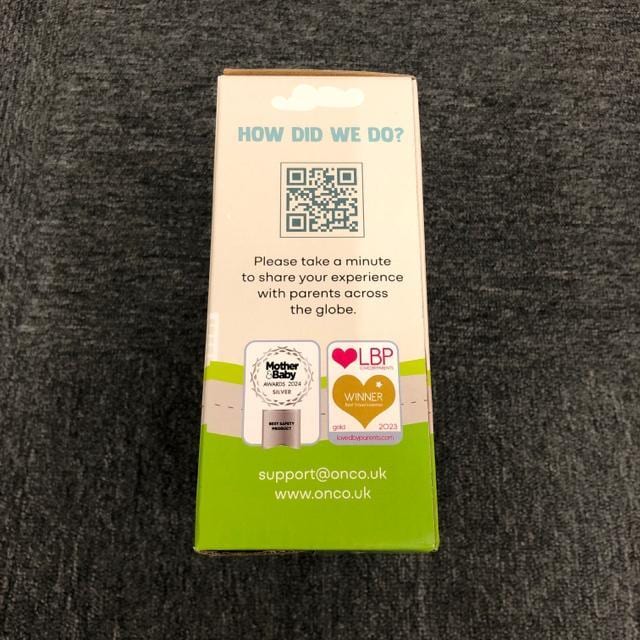 HOW DID WE DO?
Please take a minute
to share your experience
with parents across
the globe.
Mother
&Baby
AWARDS 2024
SILVER
BEST SAFETY
PRODUCT
LBP
LOVEDBYPARENTS
WINNER
gold 2023
lovedbyparents.com
support@onco.uk
www.onco.uk